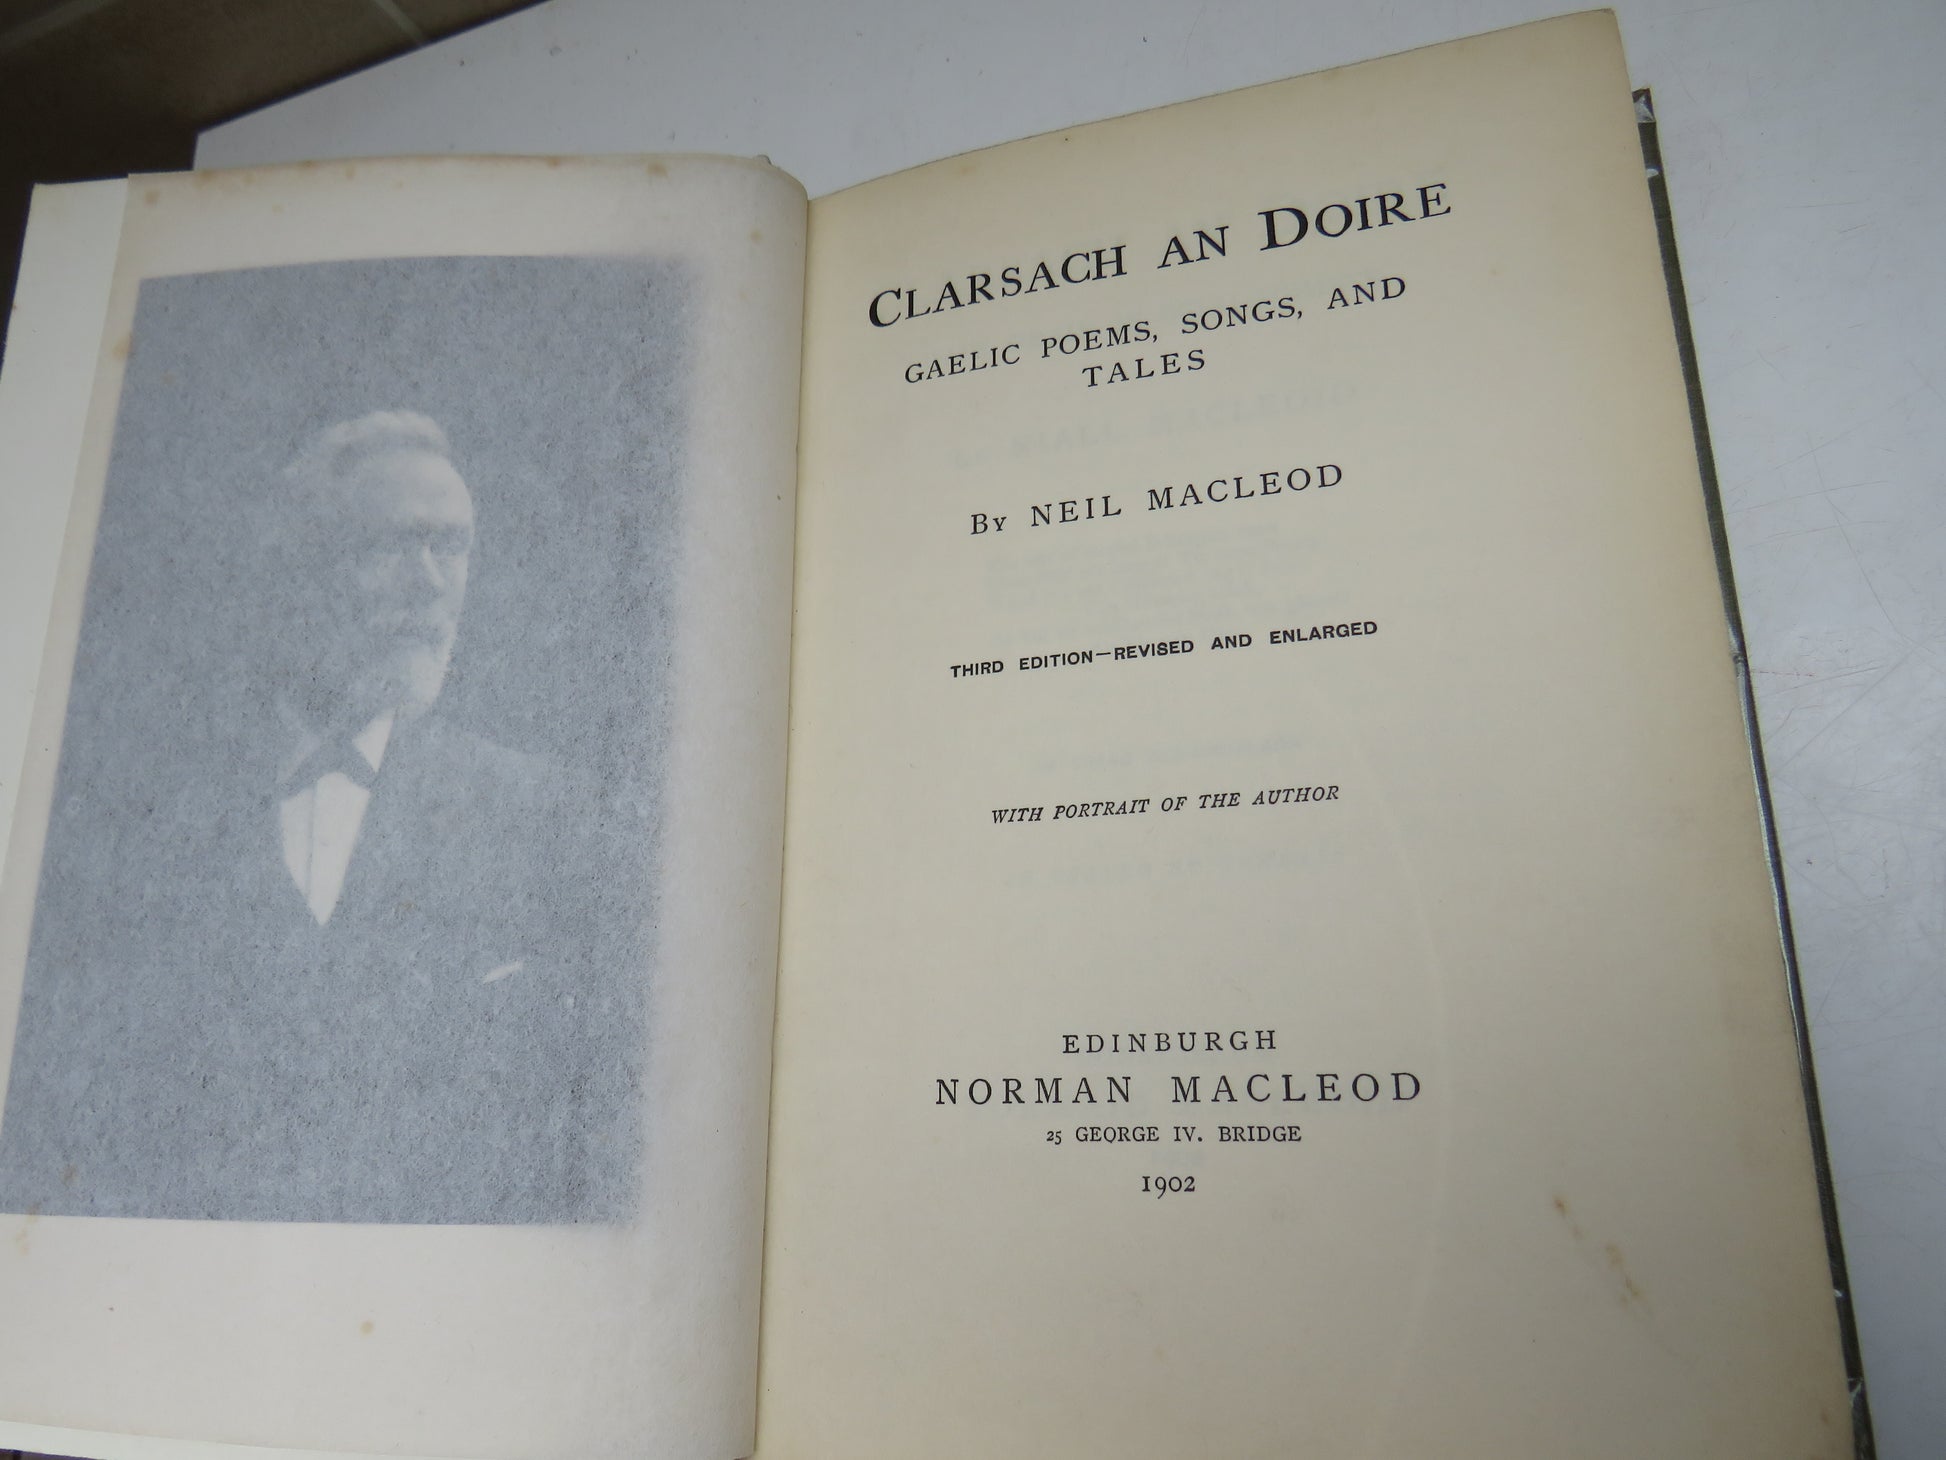 CLARSACH AN DOIRE
GAELIC POEMS, SONGS, AND
TALES
By NEIL MACLEOD
THIRD EDITION—REVISED AND ENLARGED
WITH PORTRAIT OF THE AUTHOR
EDINBURGH
NORMAN MACLEOD
25 GEORGE IV. BRIDGE
1902